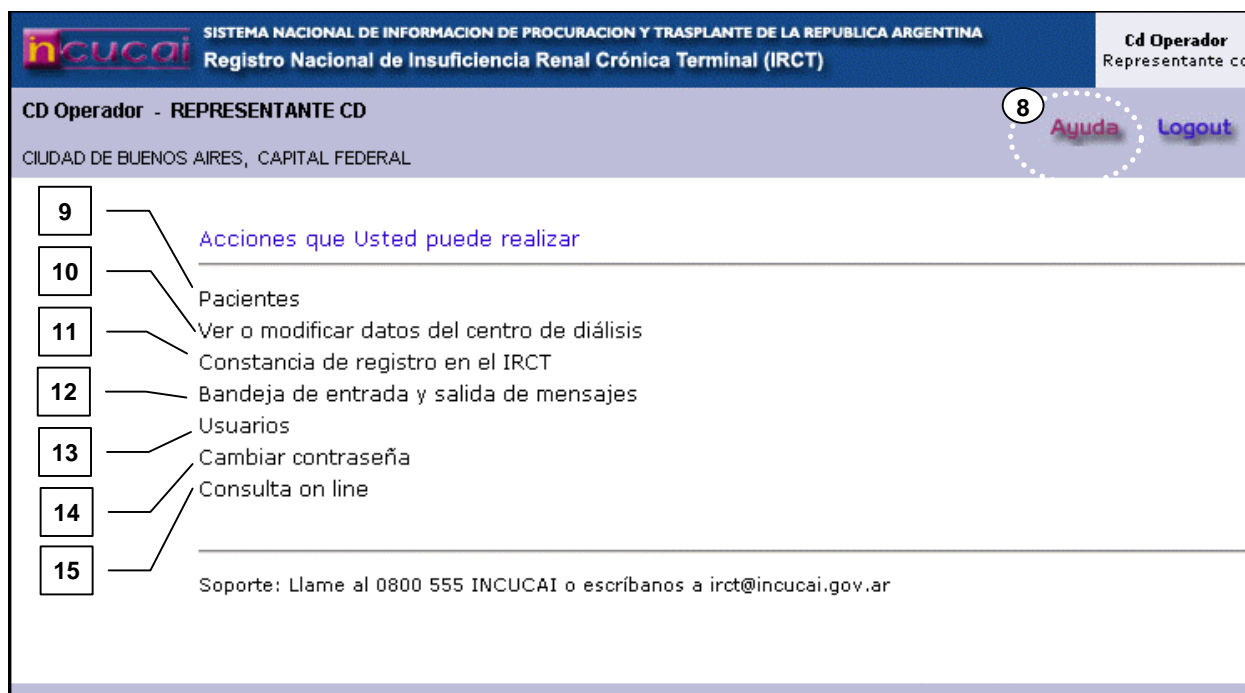 incucai
SISTEMA NACIONAL DE INFORMACION DE PROCURACION Y TRASPLANTE DE LA REPUBLICA ARGENTINA
Registro Nacional de Insuficiencia Renal Crónica Terminal (IRCT)
Cd Operador
Representante co
CD Operador - REPRESENTANTE CD
CIUDAD DE BUENOS AIRES, CAPITAL FEDERAL
8
Ayuda
Logout
9
Acciones que Usted puede realizar
10
Pacientes
11
Ver o modificar datos del centro de diálisis
Constancia de registro en el IRCT
12
Bandeja de entrada y salida de mensajes
Usuarios
13
Cambiar contraseña
Consulta on line
14
15
Soporte: Llame al 0800 555 INCUCAI o escríbanos a irct@incucai.gov.ar